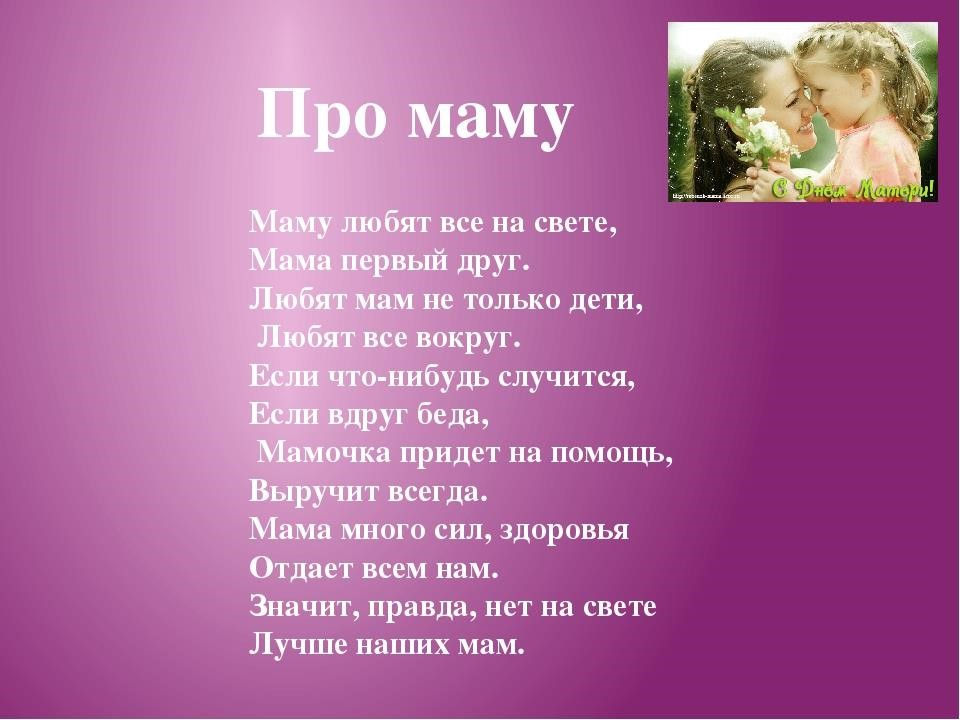 Про маму
С Днём Матери!
Маму любят все на свете,
Мама первый друг.
Любят мам не только дети,
Любят все вокруг.
Если что-нибудь случится,
Если вдруг беда,
Мамочка придет на помощь,
Выручит всегда.
Мама много сил, здоровья
Отдает всем нам.
Значит, правда, нет на свете
Лучше наших мам.